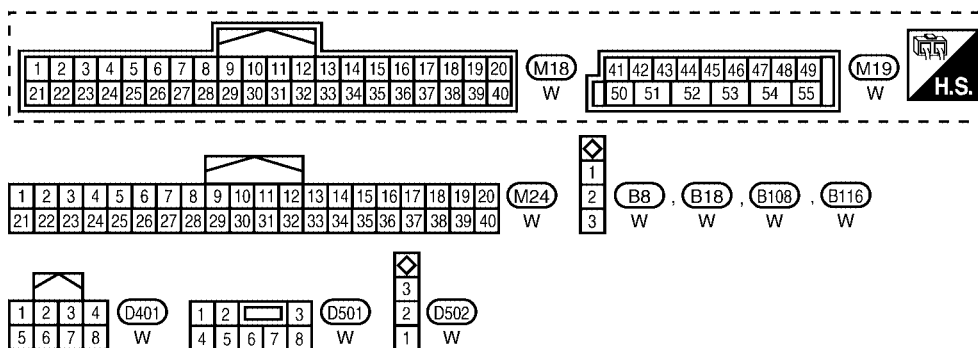 1 2 3 4 5 6 7 8 9 10 11 12 13 14 15 16 17 18 19 20 M18 41 42 43 44 45 46 47 48 49 M19
21 22 23 24 25 26 27 28 29 30 31 32 33 34 35 36 37 38 39 40 W 50 51 52 53 54 55 W H.S.
1
1 2 3 4 5 6 7 8 9 10 11 12 13 14 15 16 17 18 19 20 M24 2 B8 , B18 , B108 , B116
21 22 23 24 25 26 27 28 29 30 31 32 33 34 35 36 37 38 39 40 W 3 W W W W
3
1 2 3 4 D401 1 2 3 D501 2 D502
5 6 7 8 W 4 5 6 7 8 W 1 W